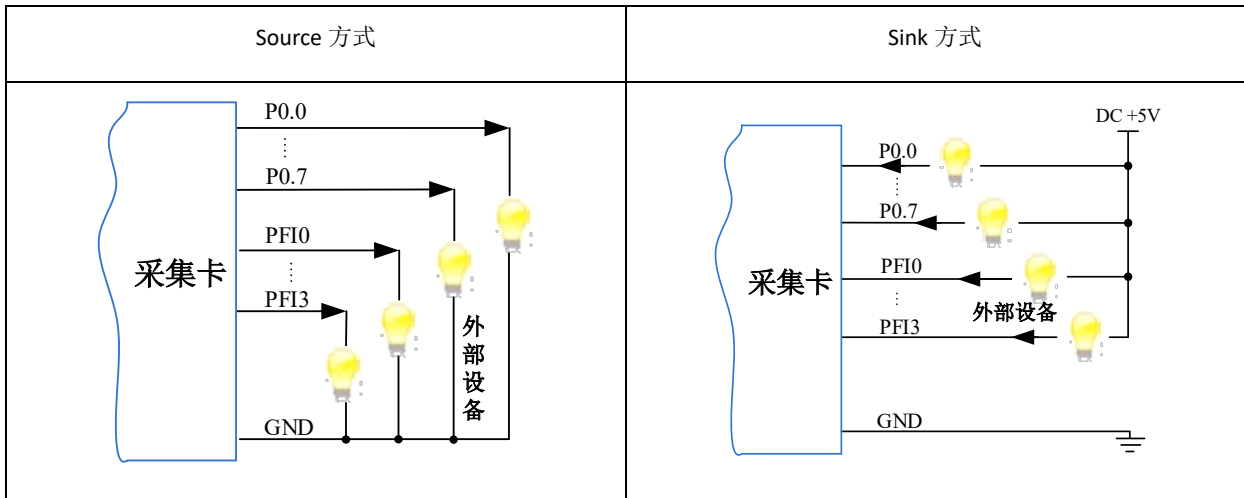 Source 方式
Sink 方式
P0.0
P0.7
PFI0
PFI3
GND
采集卡
外部设备
DC +5V
P0.0
P0.7
PFI0
PFI3
GND
采集卡
外部设备